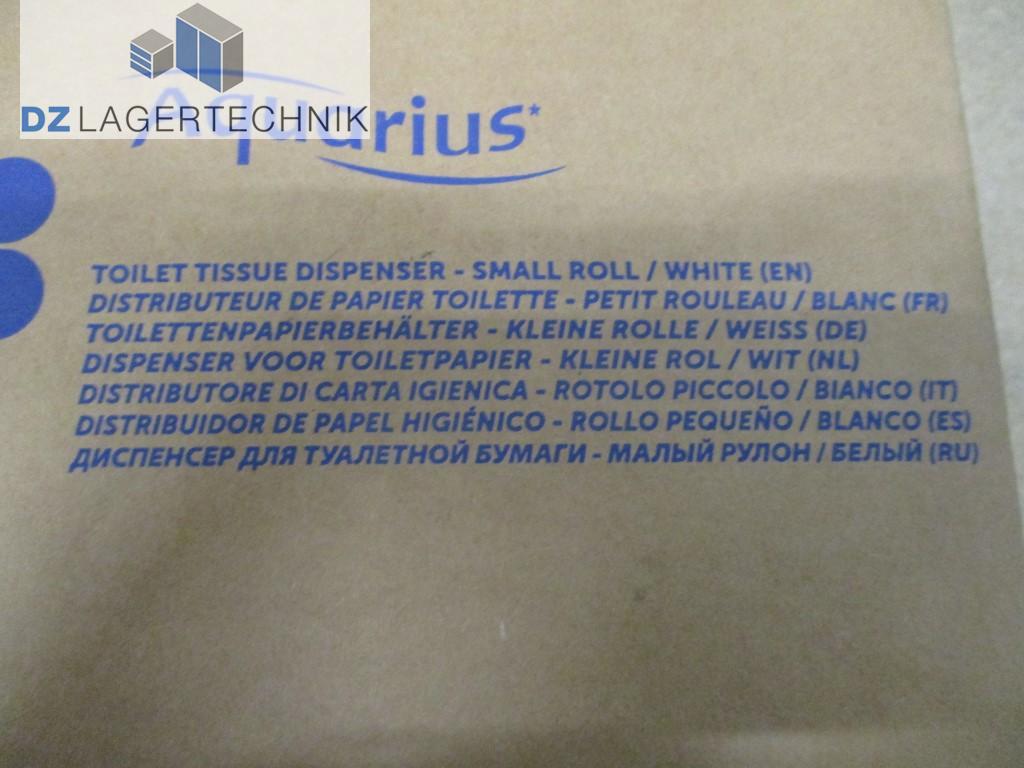 DZ LAGERTECHNIK
Aquarius*
TOILET TISSUE DISPENSER - SMALL ROLL / WHITE (EN)
DISTRIBUTEUR DE PAPIER TOILETTE - PETIT ROULEAU / BLANC (FR)
TOILETTENPAPIERBEHÄLTER - KLEINE ROLLE / WEISS (DE)
DISPENSER VOOR TOILETPAPIER - KLEINE ROL / WIT (NL)
DISTRIBUTORE DI CARTA IGIENICA - ROTOLO PICCOLO / BIANCO (IT)
DISTRIBUIDOR DE PAPEL HIGIÉNICO - ROLLO PEQUEÑO / BLANCO (ES)
ДИСПЕНСЕР ДЛЯ ТУАЛЕТНОЙ БУМАГИ - МАЛЫЙ РУЛОН / БЕЛЫЙ (RU)